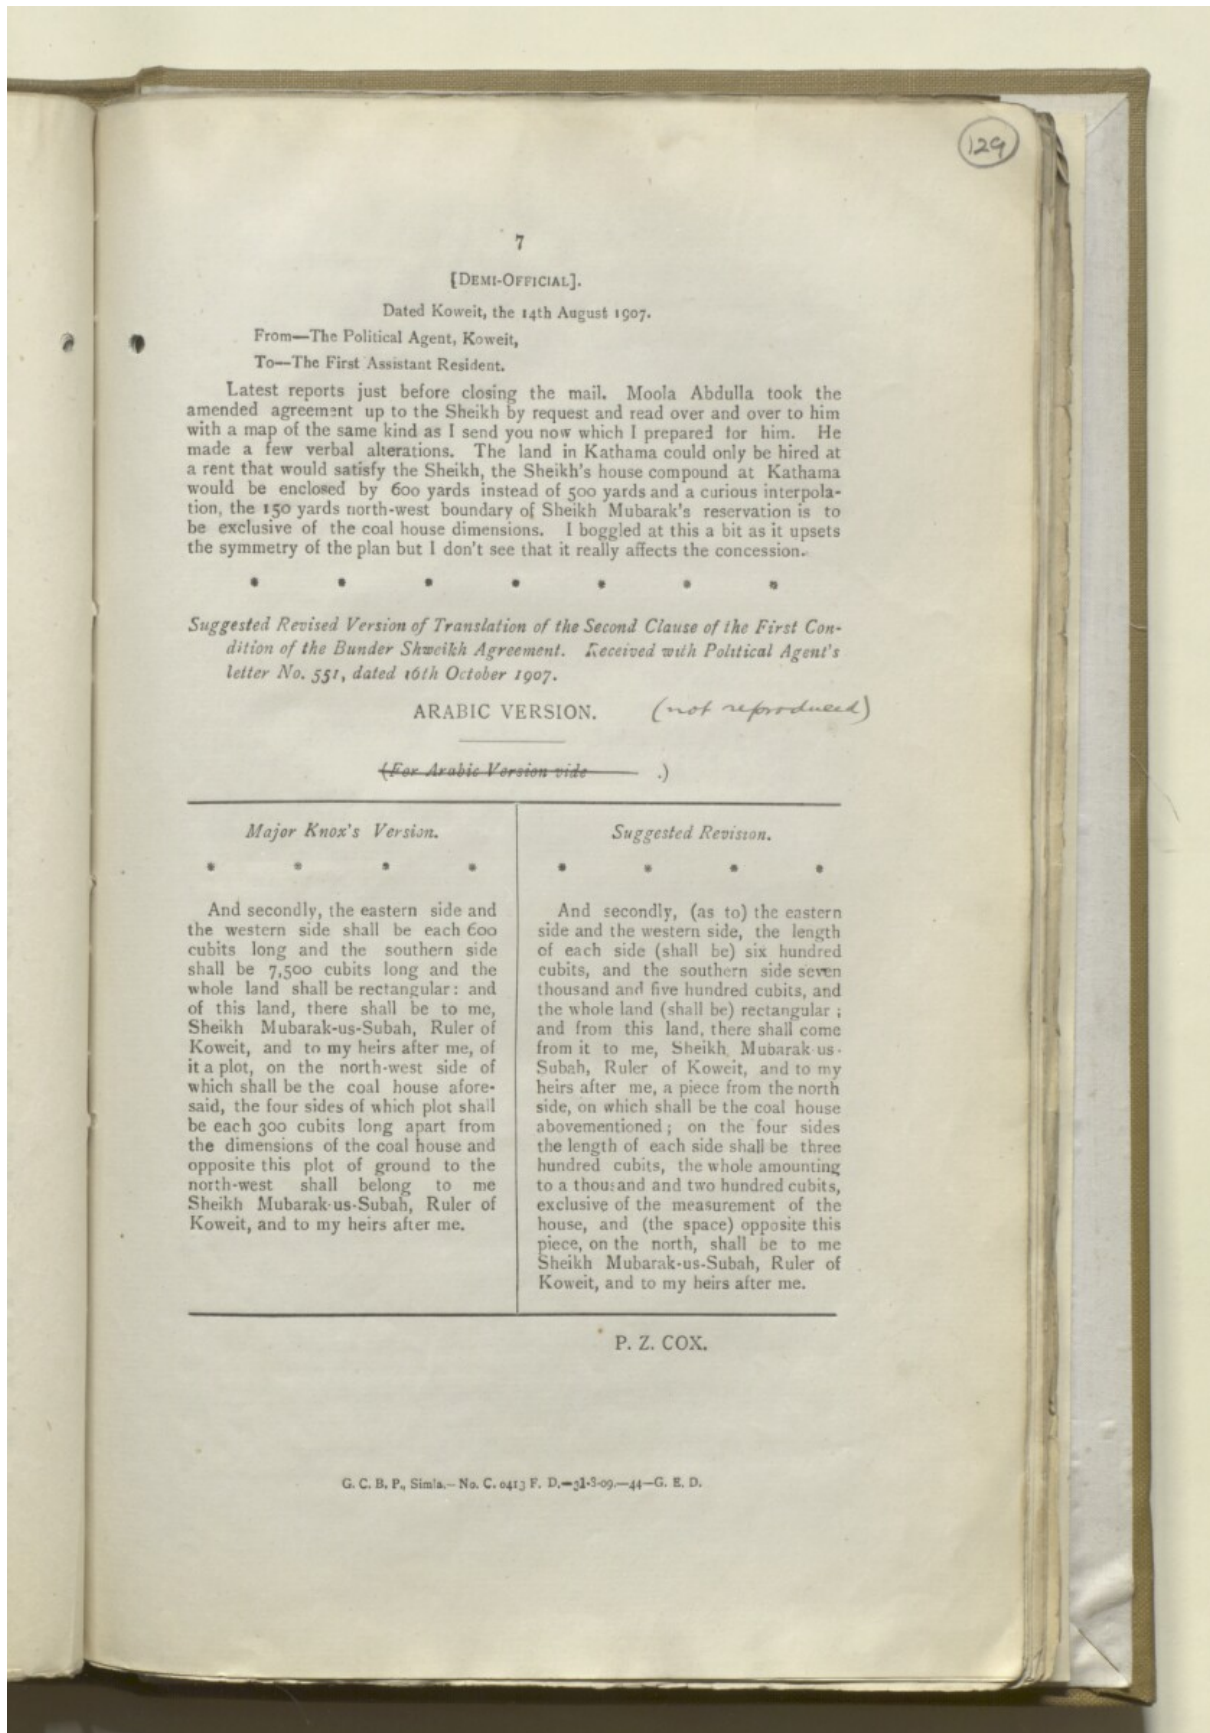 129
7
[DEMI-OFFICIAL].
Dated Koweit, the 14th August 1907.
From—The Political Agent, Koweit,
To—The First Assistant Resident.
Latest reports just before closing the mail. Moola Abdulla took the
amended agreement up to the Sheikh by request and read over and over to him
with a map of the same kind as I send you now which I prepared for him. He
made a few verbal alterations. The land in Kathama could only be hired at
a rent that would satisfy the Sheikh, the Sheikh's house compound at Kathama
would be enclosed by 600 yards instead of 500 yards and a curious interpola-
tion, the 150 yards north-west boundary of Sheikh Mubarak's reservation is to
be exclusive of the coal house dimensions. I boggled at this a bit as it upsets
the symmetry of the plan but I don't see that it really affects the concession.
* * * * * * *
Suggested Revised Version of Translation of the Second Clause of the First Con-
dition of the Bunder Shweikh Agreement. Received with Political Agent's
letter No. 551, dated 16th October 1907.
ARABIC VERSION. (not reproduced)
(For Arabic Version vide ——— .)
Major Knox's Version.
* * * *
And secondly, the eastern side and
the western side shall be each 600
cubits long and the southern side
shall be 7,500 cubits long and the
whole land shall be rectangular: and
of this land, there shall be to me,
Sheikh Mubarak-us-Subah, Ruler of
Koweit, and to my heirs after me, of
it a plot, on the north-west side of
which shall be the coal house afore-
said, the four sides of which plot shall
be each 300 cubits long apart from
the dimensions of the coal house and
opposite this plot of ground to the
north-west shall belong to me
Sheikh Mubarak-us-Subah, Ruler of
Koweit, and to my heirs after me.
Suggested Revision.
* * * *
And secondly, (as to) the eastern
side and the western side, the length
of each side (shall be) six hundred
cubits, and the southern side seven
thousand and five hundred cubits, and
the whole land (shall be) rectangular;
and from this land, there shall come
from it to me, Sheikh Mubarak-us-
Subah, Ruler of Koweit, and to my
heirs after me, a piece from the north
side, on which shall be the coal house
abovementioned; on the four sides
the length of each side shall be three
hundred cubits, the whole amounting
to a thousand and two hundred cubits,
exclusive of the measurement of the
house, and (the space) opposite this
piece, on the north, shall be to me
Sheikh Mubarak-us-Subah, Ruler of
Koweit, and to my heirs after me.
P. Z. COX.
G. C. B. P., Simla.—No. C. 0413 F. D.—31-8-09.—44—G. E. D.